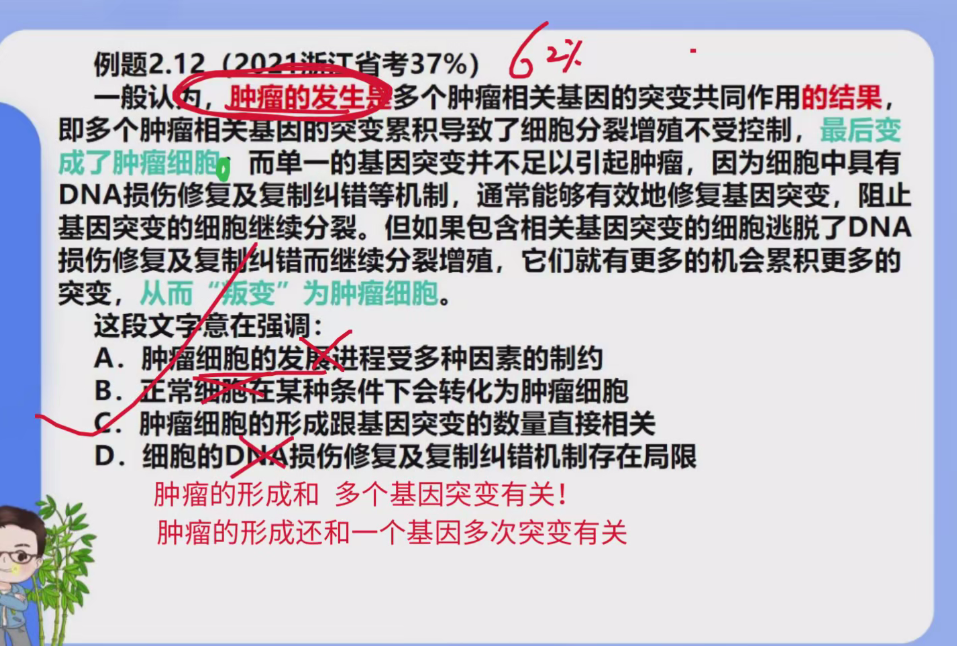 例题2.12（2021浙江省考37%） 62%
一般认为，肿瘤的发生是多个肿瘤相关基因的突变共同作用的结果，
即多个肿瘤相关基因的突变累积导致了细胞分裂增殖不受控制，最后变
成了肿瘤细胞；而单一的基因突变并不足以引起肿瘤，因为细胞中具有
DNA损伤修复及复制纠错等机制，通常能够有效地修复基因突变，阻止
基因突变的细胞继续分裂。但如果包含相关基因突变的细胞逃脱了DNA
损伤修复及复制纠错而继续分裂增殖，它们就有更多的机会累积更多的
突变，从而“叛变”为肿瘤细胞。
这段文字意在强调：
A．肿瘤细胞的发展进程受多种因素的制约
B．正常细胞在某种条件下会转化为肿瘤细胞
C．肿瘤细胞的形成跟基因突变的数量直接相关
D．细胞的DNA损伤修复及复制纠错机制存在局限
肿瘤的形成和 多个基因突变有关！
肿瘤的形成还和一个基因多次突变有关